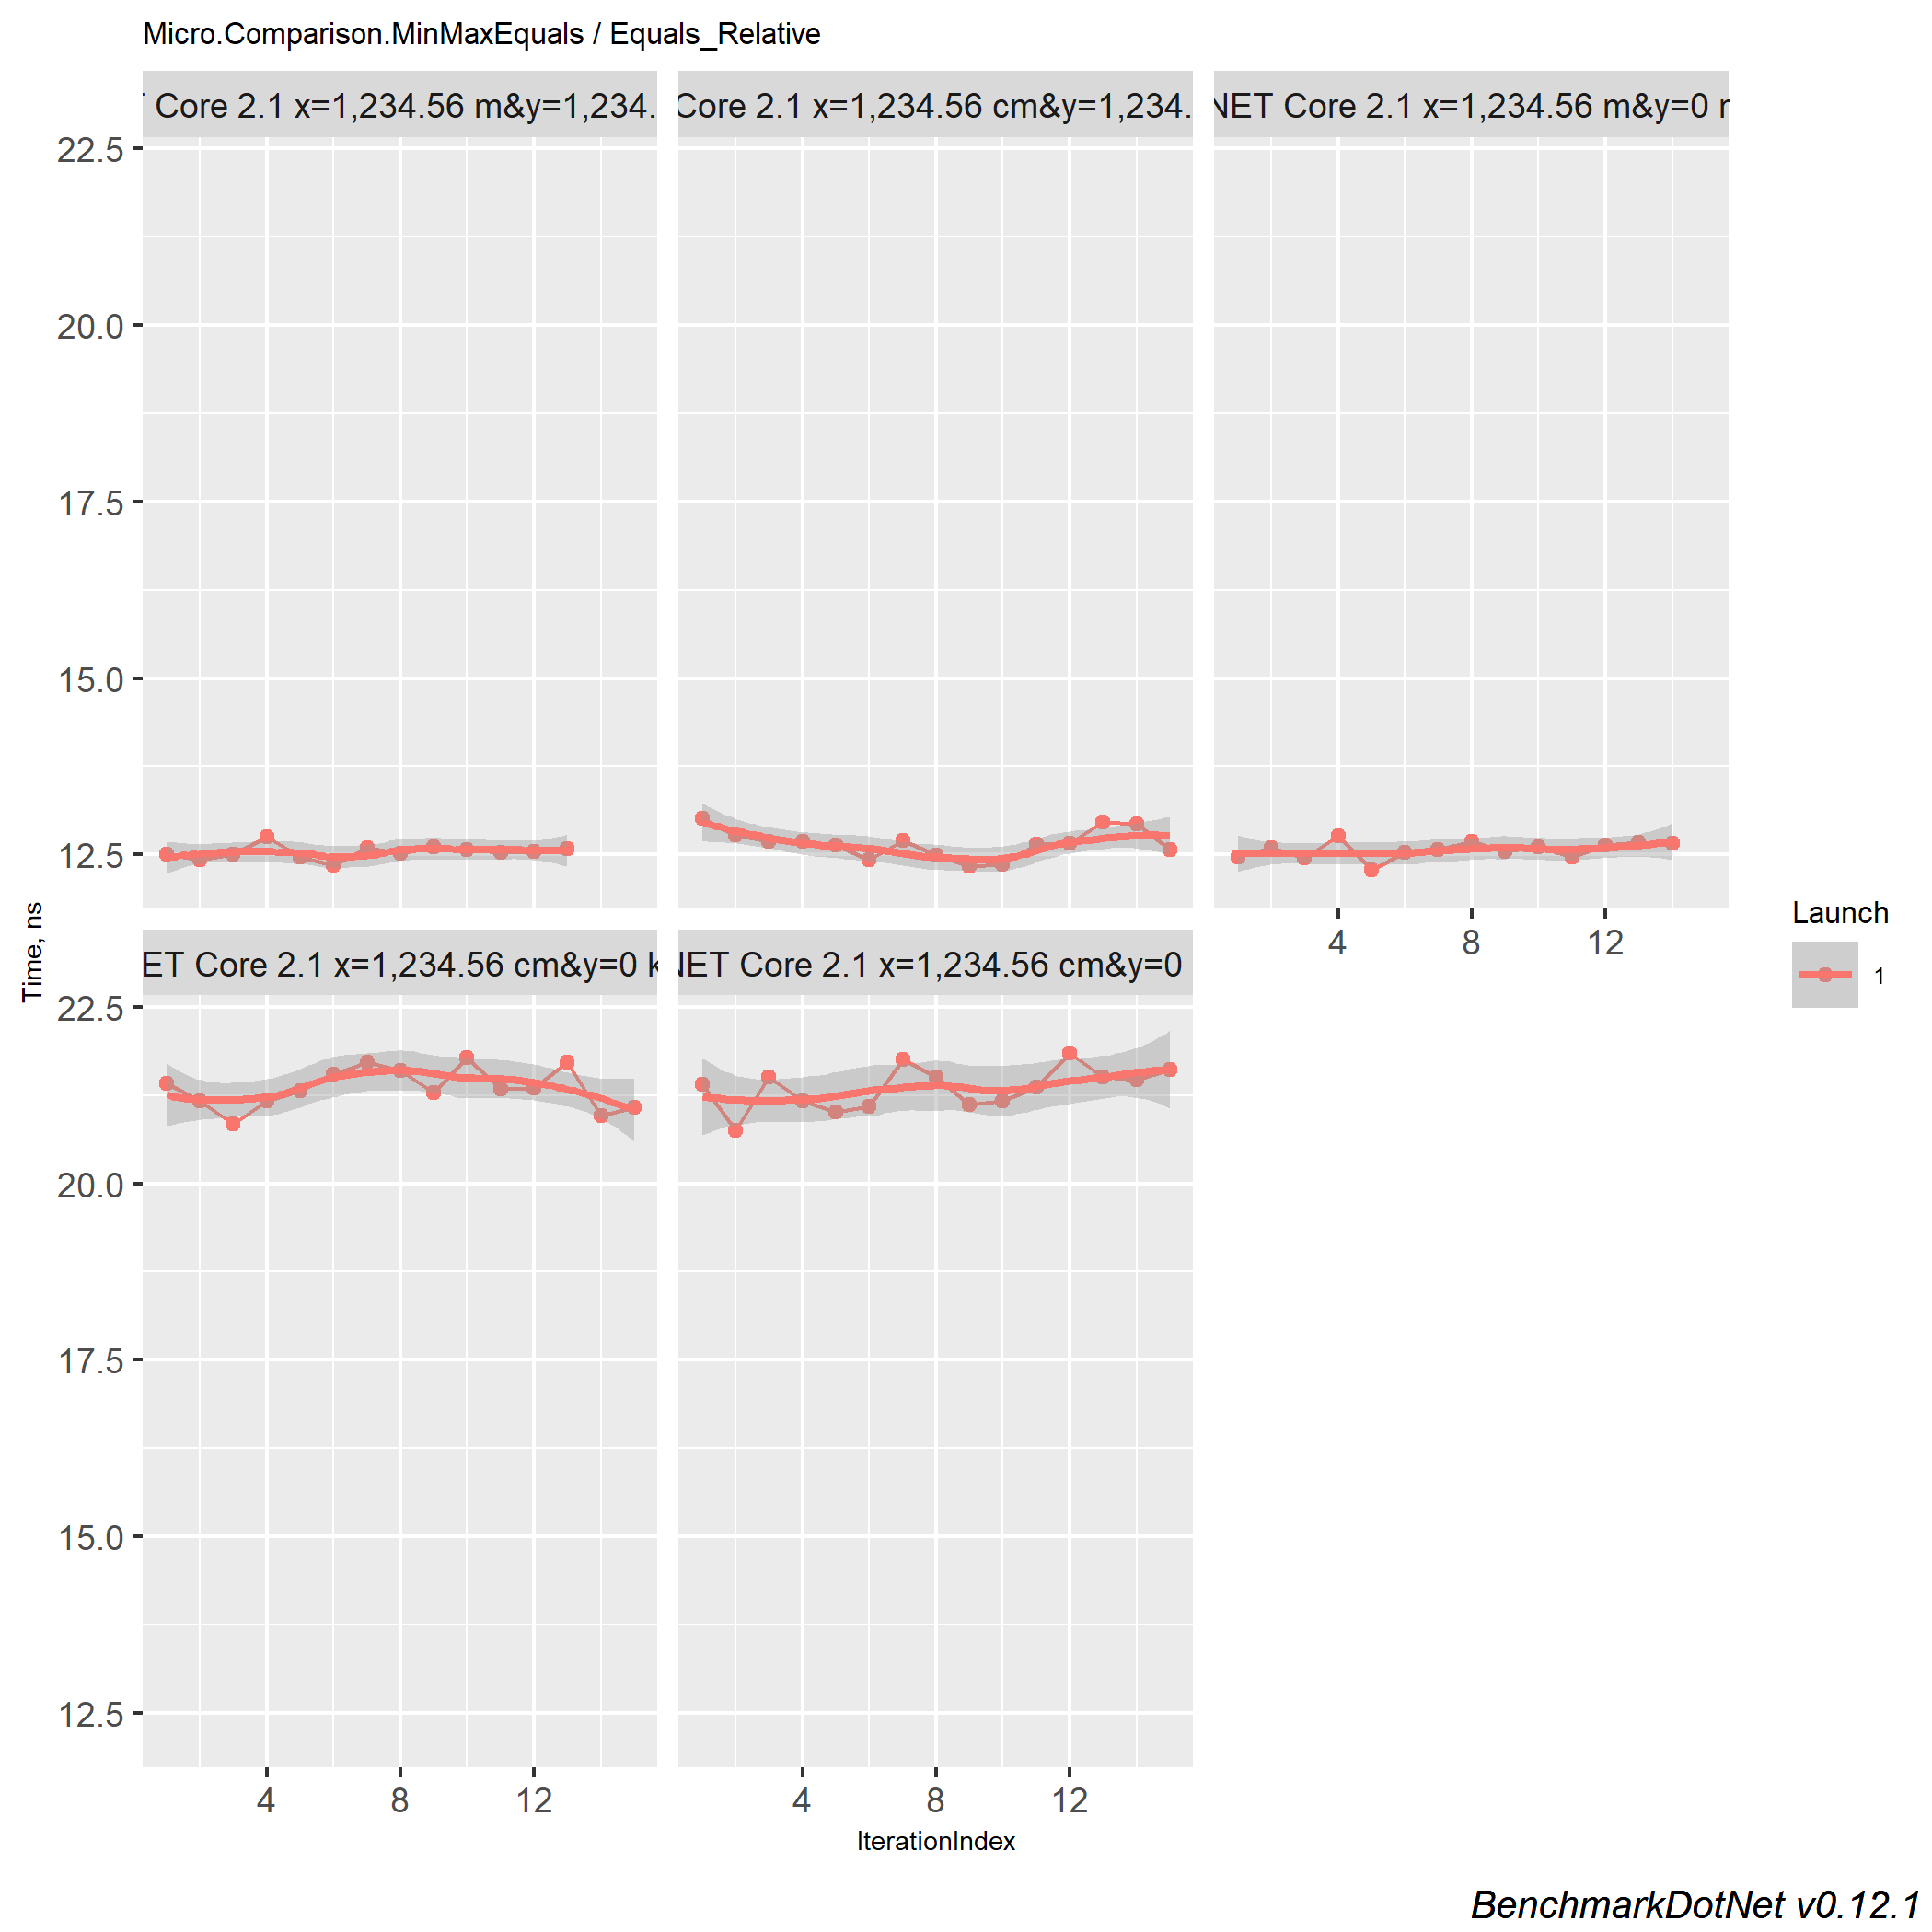 Micro.Comparison.MinMaxEquals / Equals_Relative
Core 2.1 x=1,234.56 m&y=1,234.
Core 2.1 x=1,234.56 cm&y=1,234.
NET Core 2.1 x=1,234.56 m&y=0
22.5
20.0
17.5
15.0
12.5
4 8 12
Time, ns
ET Core 2.1 x=1,234.56 cm&y=0 k
NET Core 2.1 x=1,234.56 cm&y=0
22.5
20.0
17.5
15.0
12.5
4 8 12
4 8 12
IterationIndex
Launch
1
BenchmarkDotNet v0.12.1